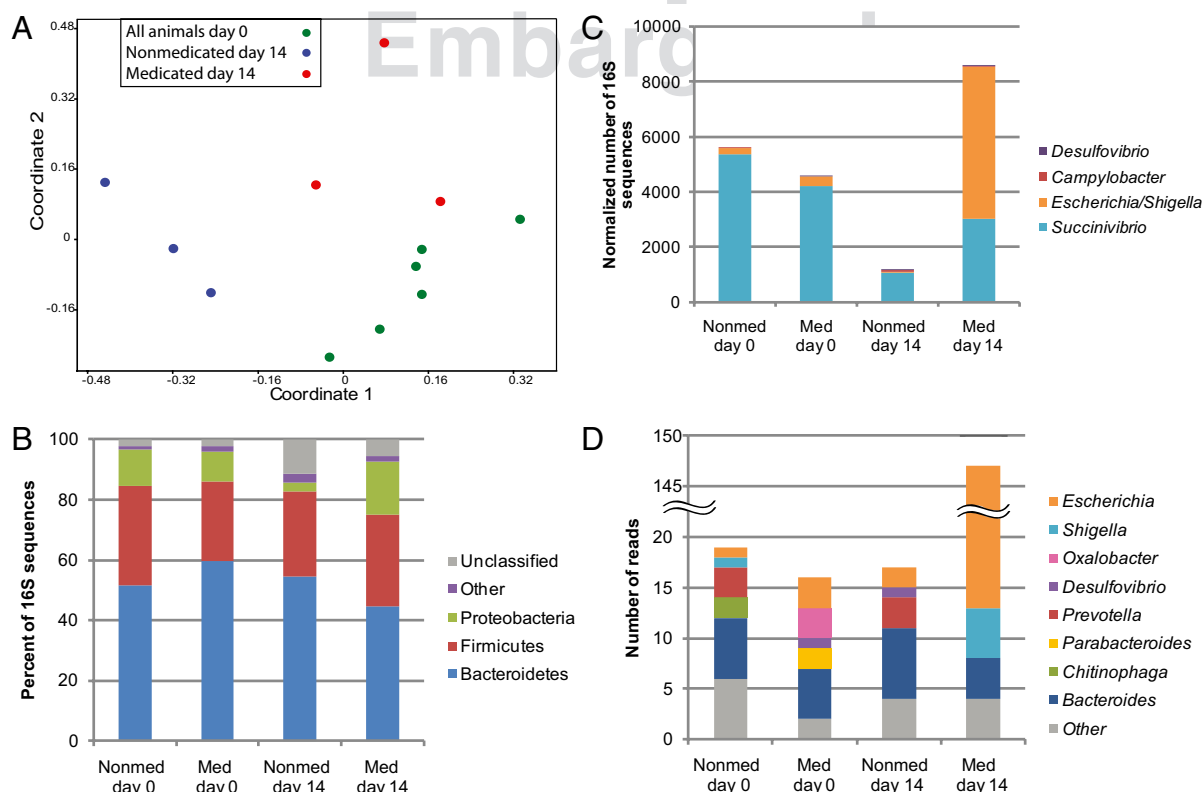 Embarg
A
All animals day 0
Nonmedicated day 14
Medicated day 14
0.48
0.32
0.16
0
-0.16
Coordinate 2
-0.48
-0.32
-0.16
0
0.16
0.32
Coordinate 1
C
10000
8000
6000
4000
2000
0
Normalized number of 16S
sequences
Nonmed
day 0
Med
day 0
Nonmed
day 14
Med
day 14
Desulfovibrio
Campylobacter
Escherichia/Shigella
Succinivibrio
B
100
80
60
40
20
0
Percent of 16S sequences
Nonmed
day 0
Med
day 0
Nonmed
day 14
Med
day 14
Unclassified
Other
Proteobacteria
Firmicutes
Bacteroidetes
D
150
145
20
15
10
5
0
Number of reads
Nonmed
day 0
Med
day 0
Nonmed
day 14
Med
day 14
Escherichia
Shigella
Oxalobacter
Desulfovibrio
Prevotella
Parabacteroides
Chitinophaga
Bacteroides
Other